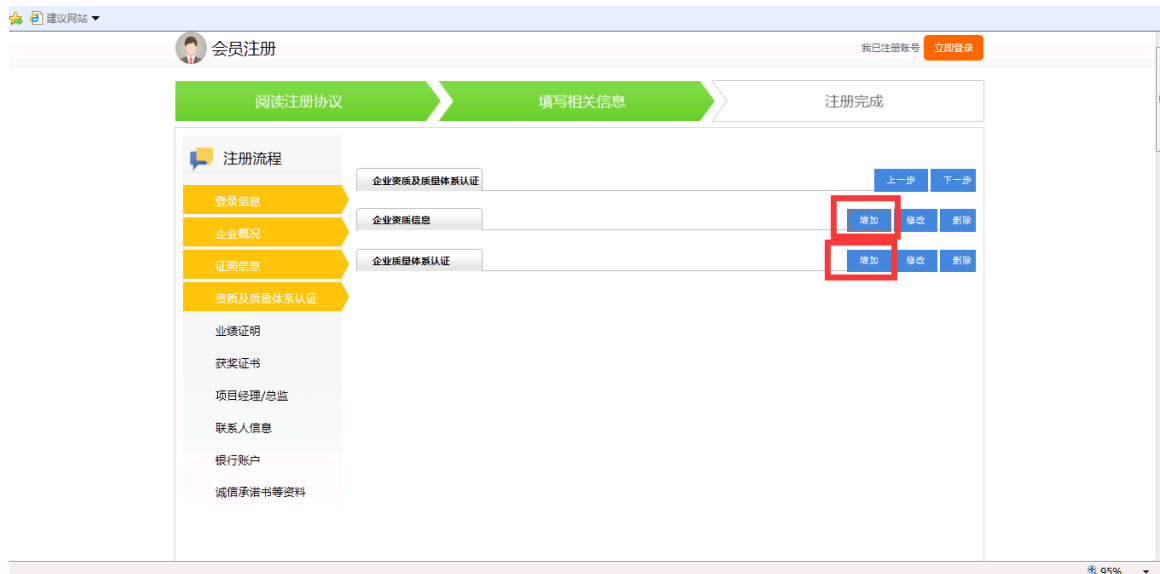 建议网站
会员注册
我已注册账号 立即登录
阅读注册协议 填写相关信息 注册完成
注册流程
企业资质及质量体系认证 上一步 下一步
登录信息
企业资质信息 增加 修改 删除
企业概况
企业质量体系认证 增加 修改 删除
证照信息
资质及质量体系认证
业绩证明
获奖证书
项目经理/总监
联系人信息
银行账户
诚信承诺书等资料
95%